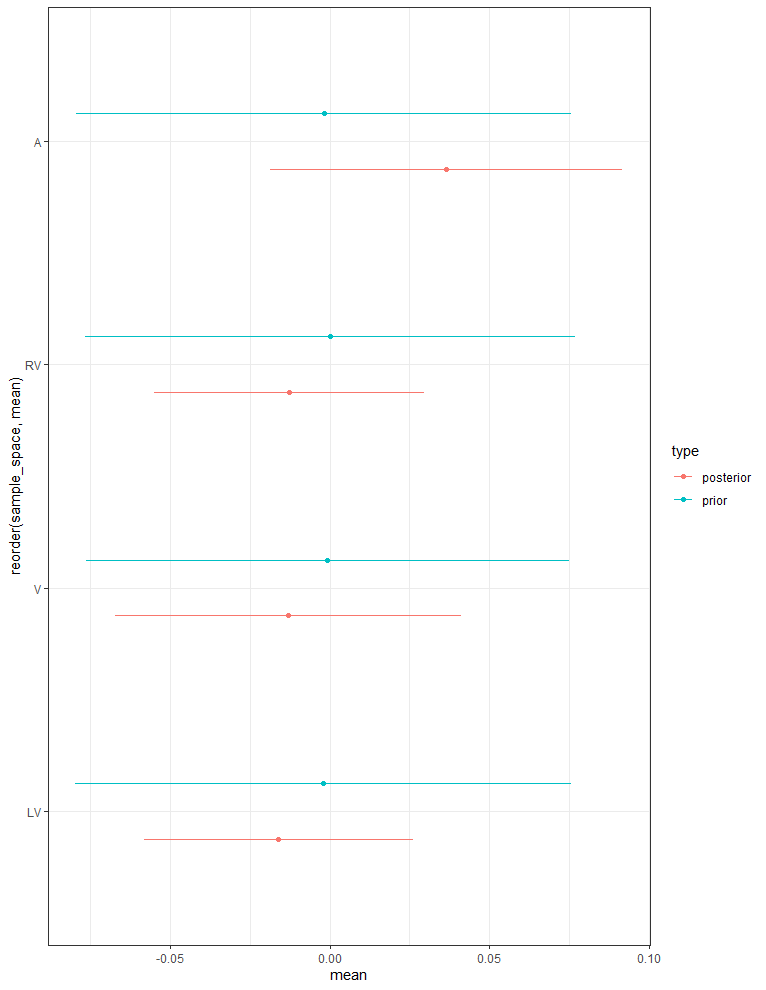 A
RV
V
LV
reorder(sample_space, mean)
-0.05
0.00
0.05
0.10
mean
type
posterior
prior